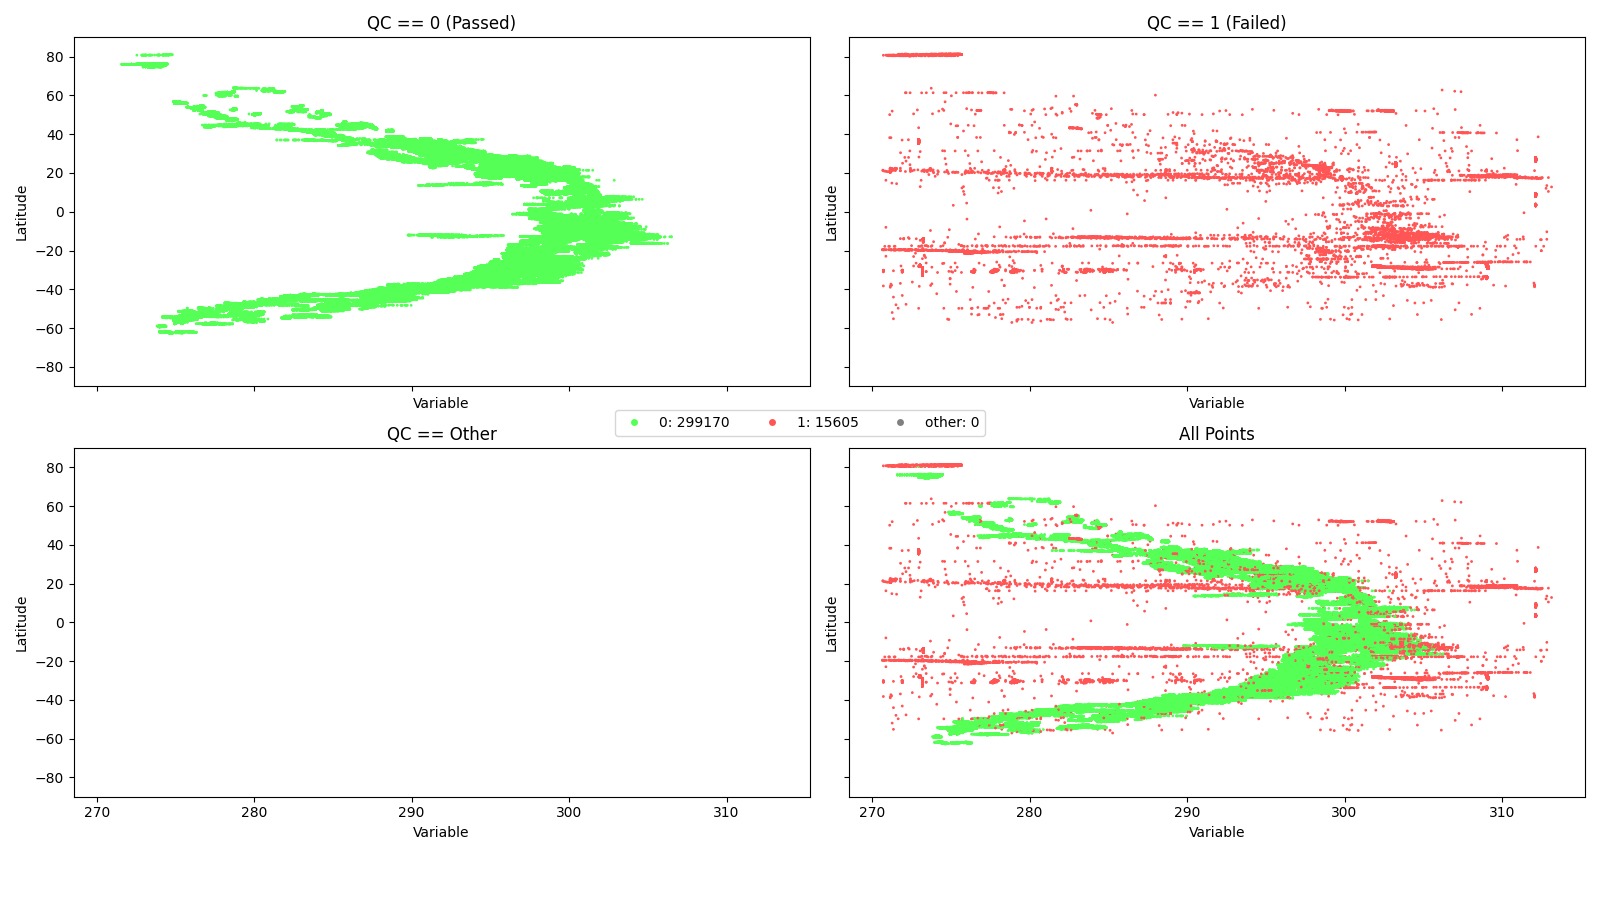 QC == 0 (Passed)
QC == 1 (Failed)
80
60
40
20
0
−20
−40
−60
−80
Latitude
Latitude
Variable
Variable
0: 299170
1: 15605
other: 0
QC == Other
All Points
80
60
40
20
0
−20
−40
−60
−80
Latitude
Latitude
270
280
290
300
310
270
280
290
300
310
Variable
Variable